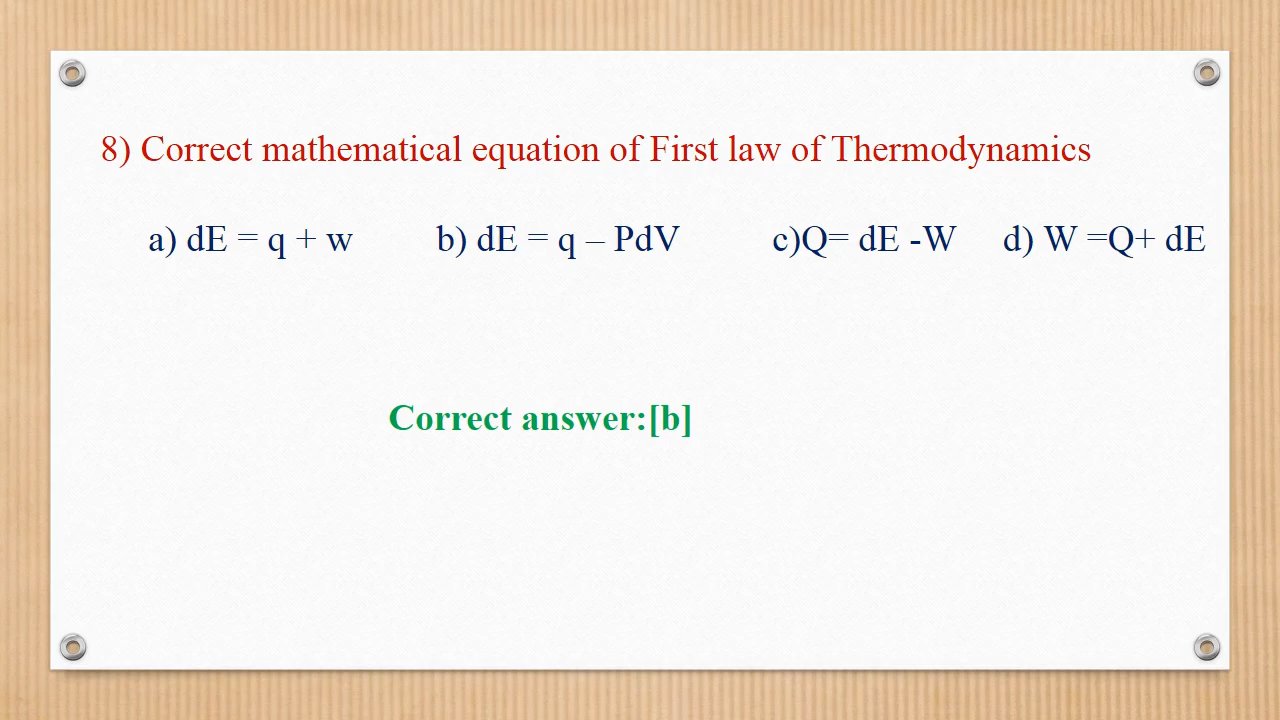 8) Correct mathematical equation of First law of Thermodynamics
a) dE = q + w b) dE = q – PdV c)Q= dE -W d) W =Q+ dE
Correct answer:[b]